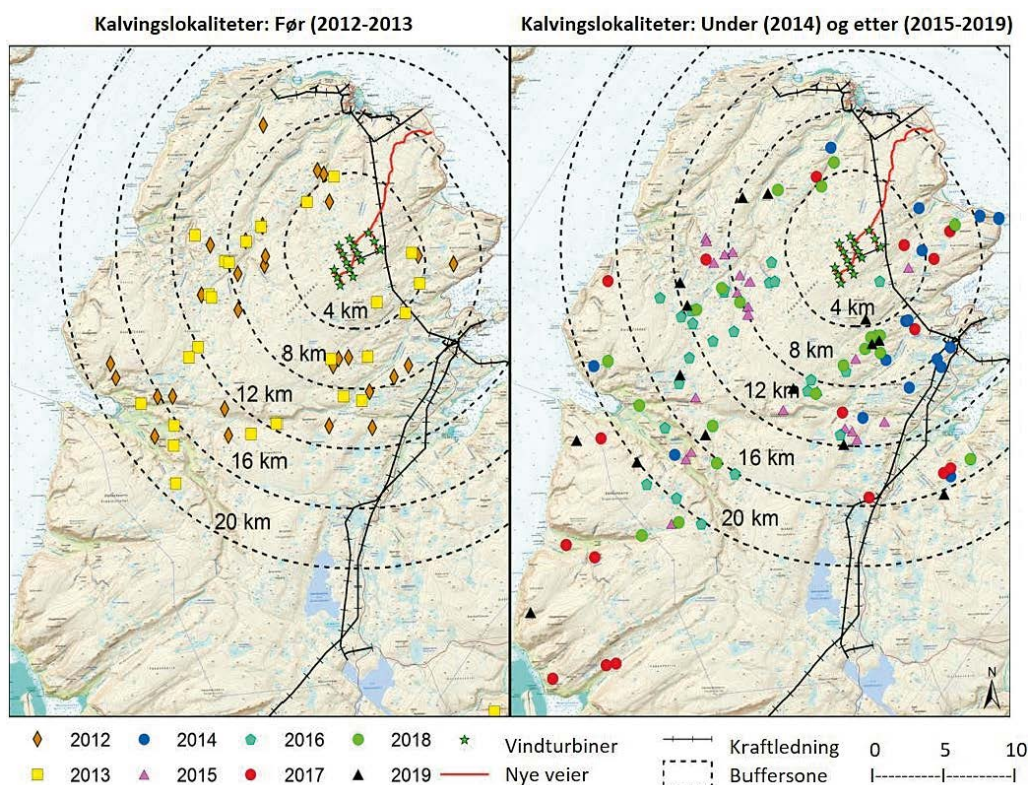 Kalvingslokaliteter: Før (2012-2013
Kalvingslokaliteter: Under (2014) og etter (2015-2019)
4 km
8 km
12 km
16 km
20 km
4 km
8 km
12 km
16 km
20 km
N
2012 2014 2016 2018 Vindturbiner Kraftledning 0 5 10
2013 2015 2017 2019 Nye veier Buffersone